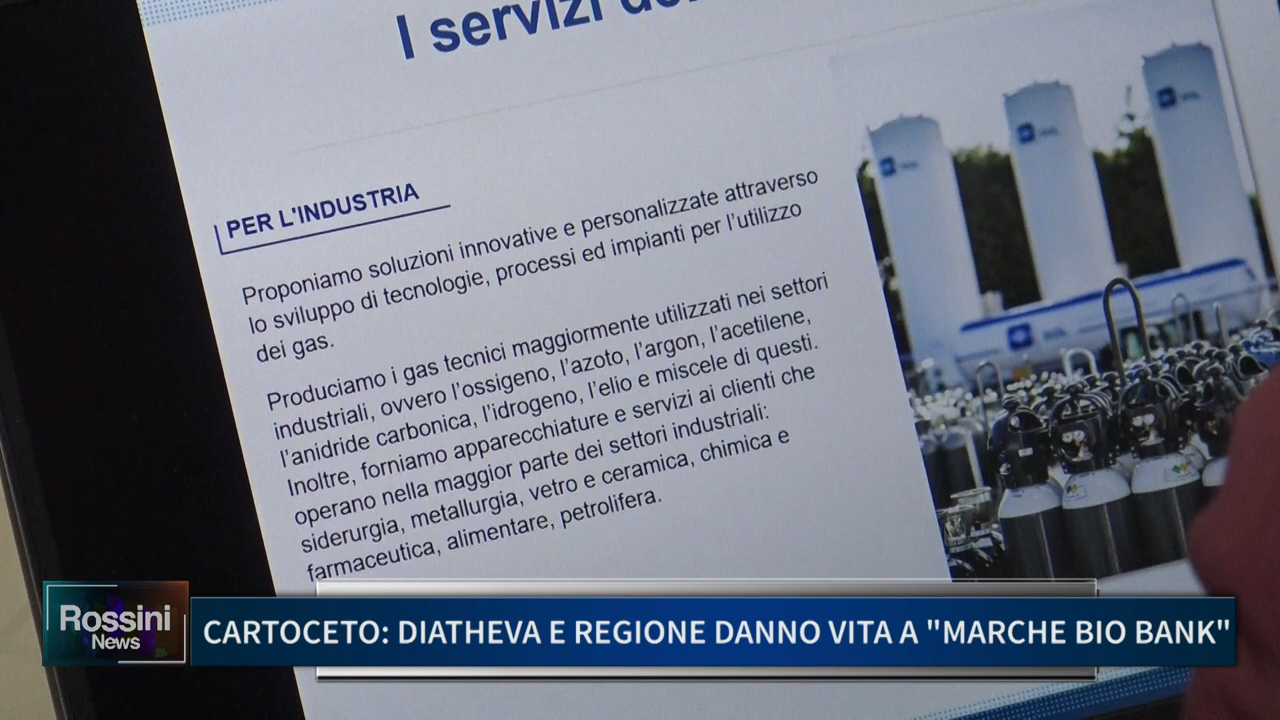 I servizi
PER L'INDUSTRIA
Proponiamo soluzioni innovative e personalizzate attraverso
lo sviluppo di tecnologie, processi ed impianti per l’utilizzo
dei gas.
Produciamo i gas tecnici maggiormente utilizzati nei settori
industriali, ovvero l’ossigeno, l’azoto, l’argon, l’acetilene,
l’anidride carbonica, l’idrogeno, l’elio e miscele di questi.
Inoltre, forniamo apparecchiature e servizi ai clienti che
operano nella maggior parte dei settori industriali:
siderurgia, metallurgia, vetro e ceramica, chimica e
farmaceutica, alimentare, petrolifera.
Rossini
News
CARTOCETO: DIATHEVA E REGIONE DANNO VITA A "MARCHE BIO BANK"